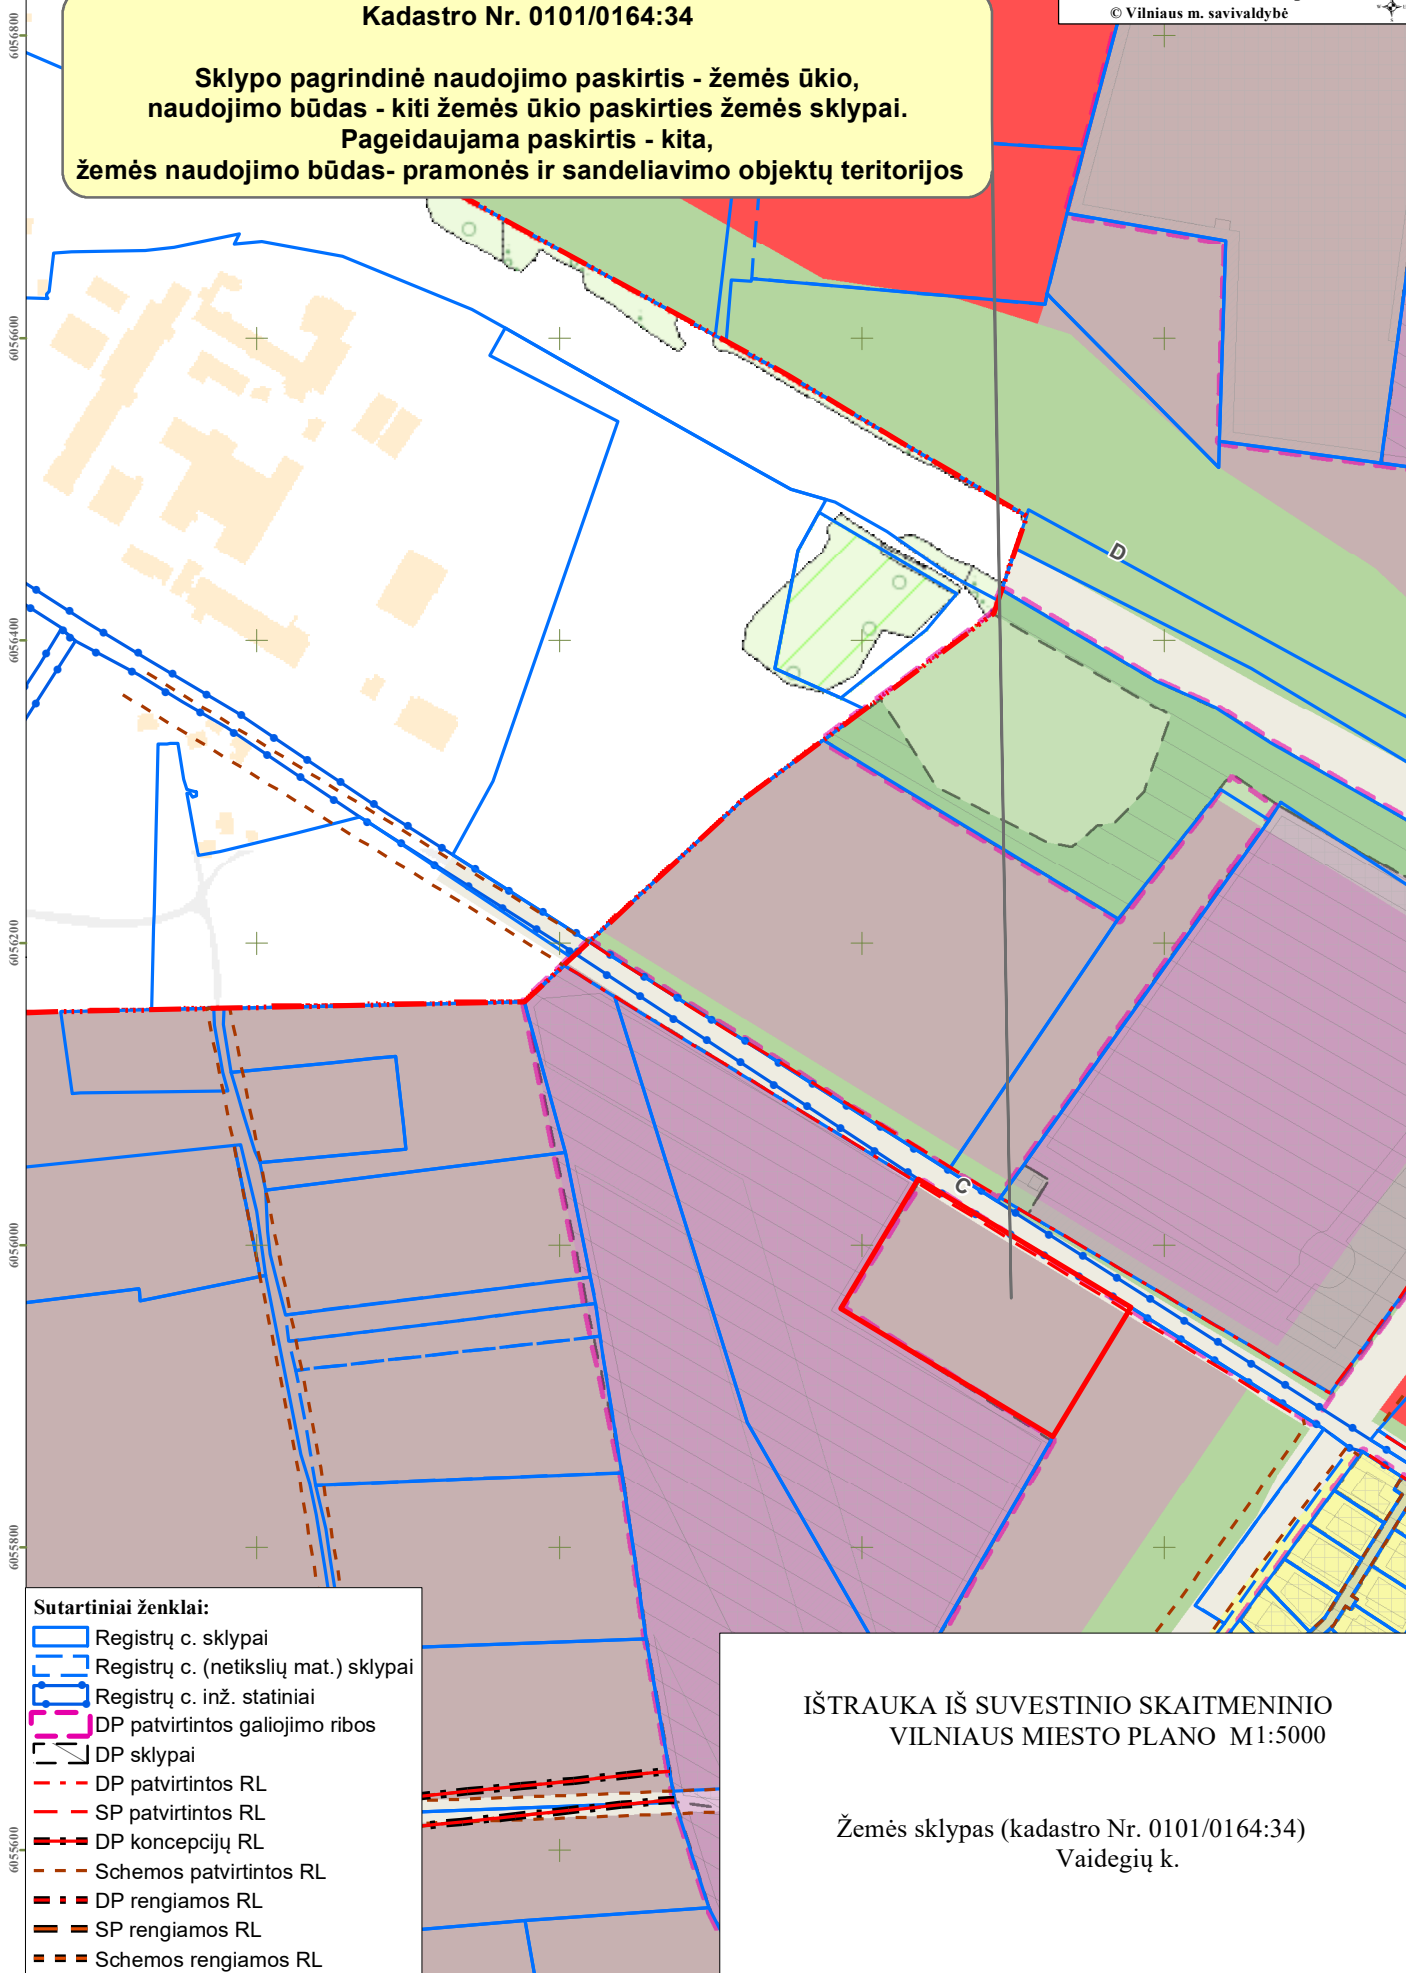 © Vilniaus m. savivaldybė
Kadastro Nr. 0101/0164:34
Sklypo pagrindinė naudojimo paskirtis - žemės ūkio,
naudojimo būdas - kiti žemės ūkio paskirties žemės sklypai.
Pageidaujama paskirtis - kita,
žemės naudojimo būdas- pramonės ir sandeliavimo objektų teritorijos
6056800
6056600
6056400
6056200
6056000
6055800
6055600
D
C
Sutartiniai ženklai:
Registrų c. sklypai
Registrų c. (netikslių mat.) sklypai
Registrų c. inž. statiniai
DP patvirtintos galiojimo ribos
DP sklypai
DP patvirtintos RL
SP patvirtintos RL
DP koncepcijų RL
Schemos patvirtintos RL
DP rengiamos RL
SP rengiamos RL
Schemos rengiamos RL
IŠTRAUKA IŠ SUVESTINIO SKAITMENINIO
VILNIAUS MIESTO PLANO M 1:5000
Žemės sklypas (kadastro Nr. 0101/0164:34)
Vaidegių k.